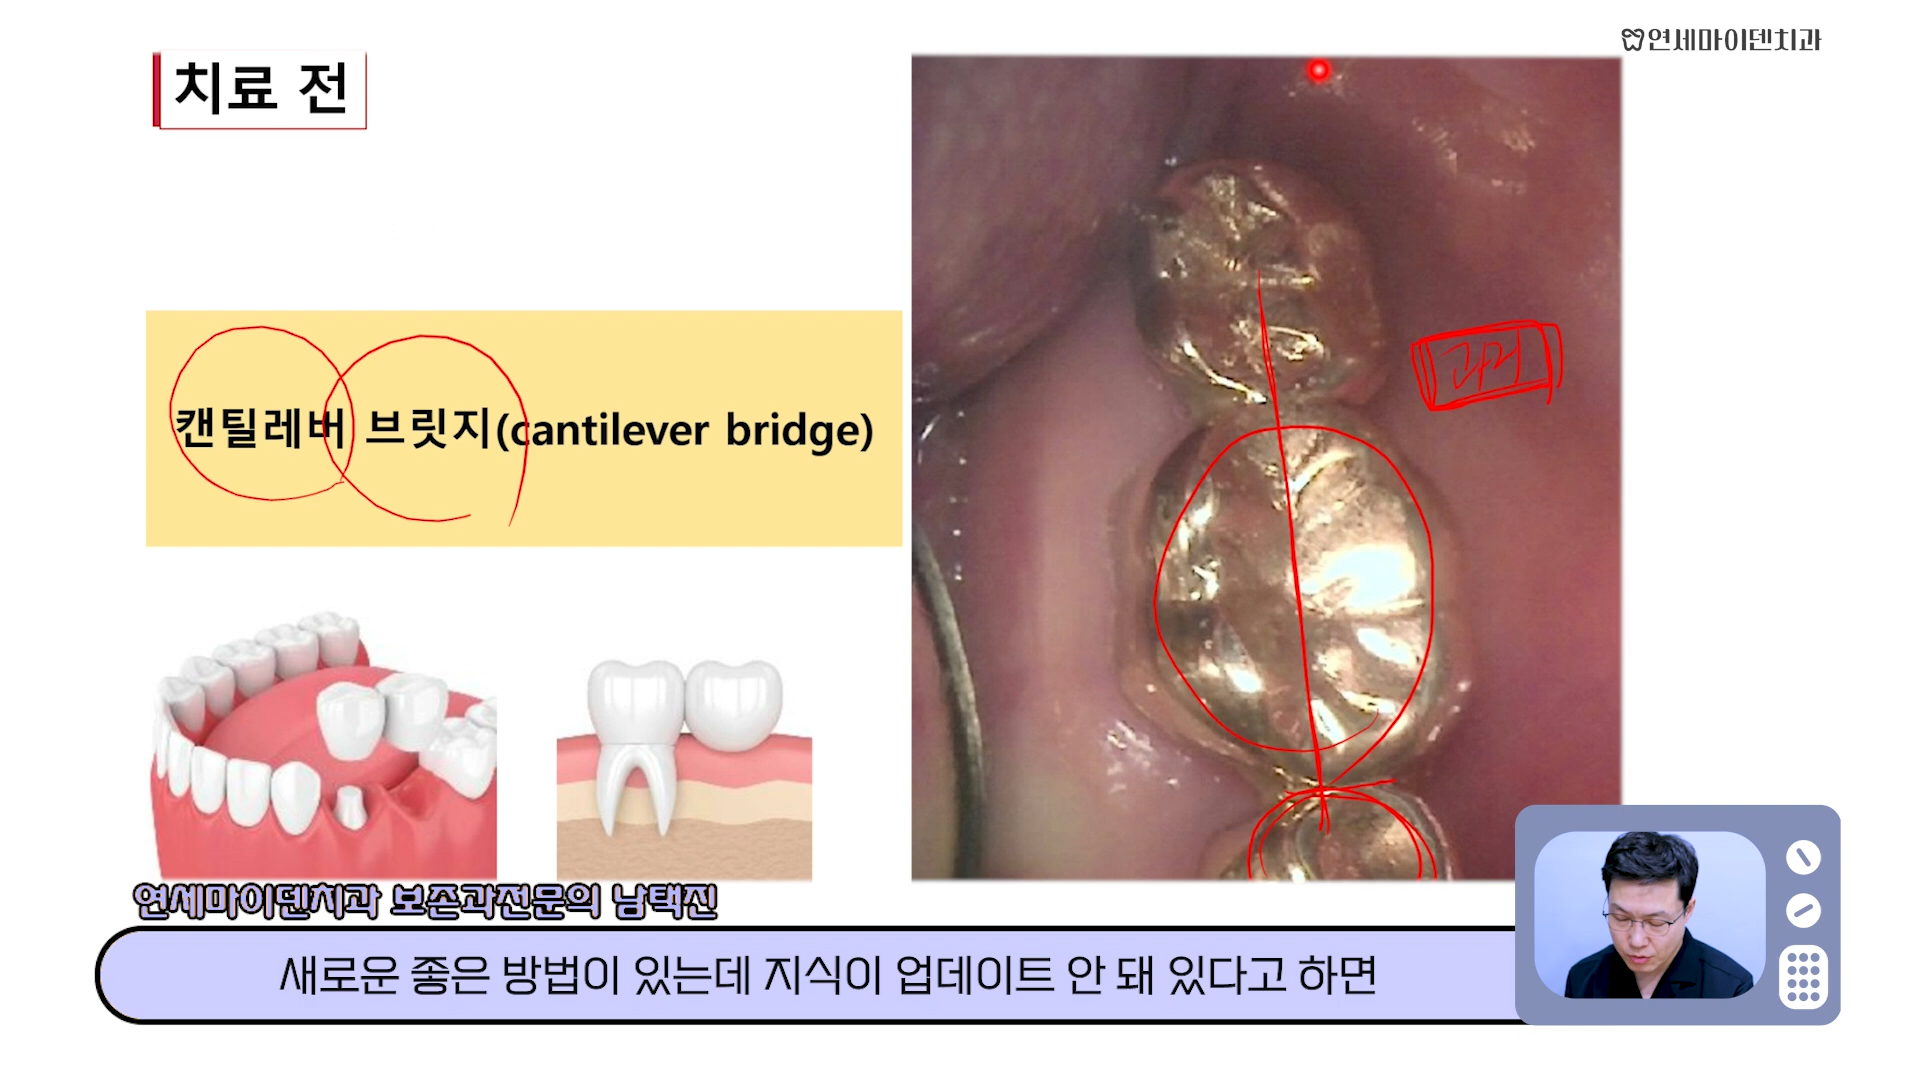 연세마이덴치과
치료 전
과거
캔틸레버 브릿지(cantilever bridge)
연세마이덴치과 보존과전문의 남택진
새로운 좋은 방법이 있는데 지식이 업데이트 안 돼 있다고 하면